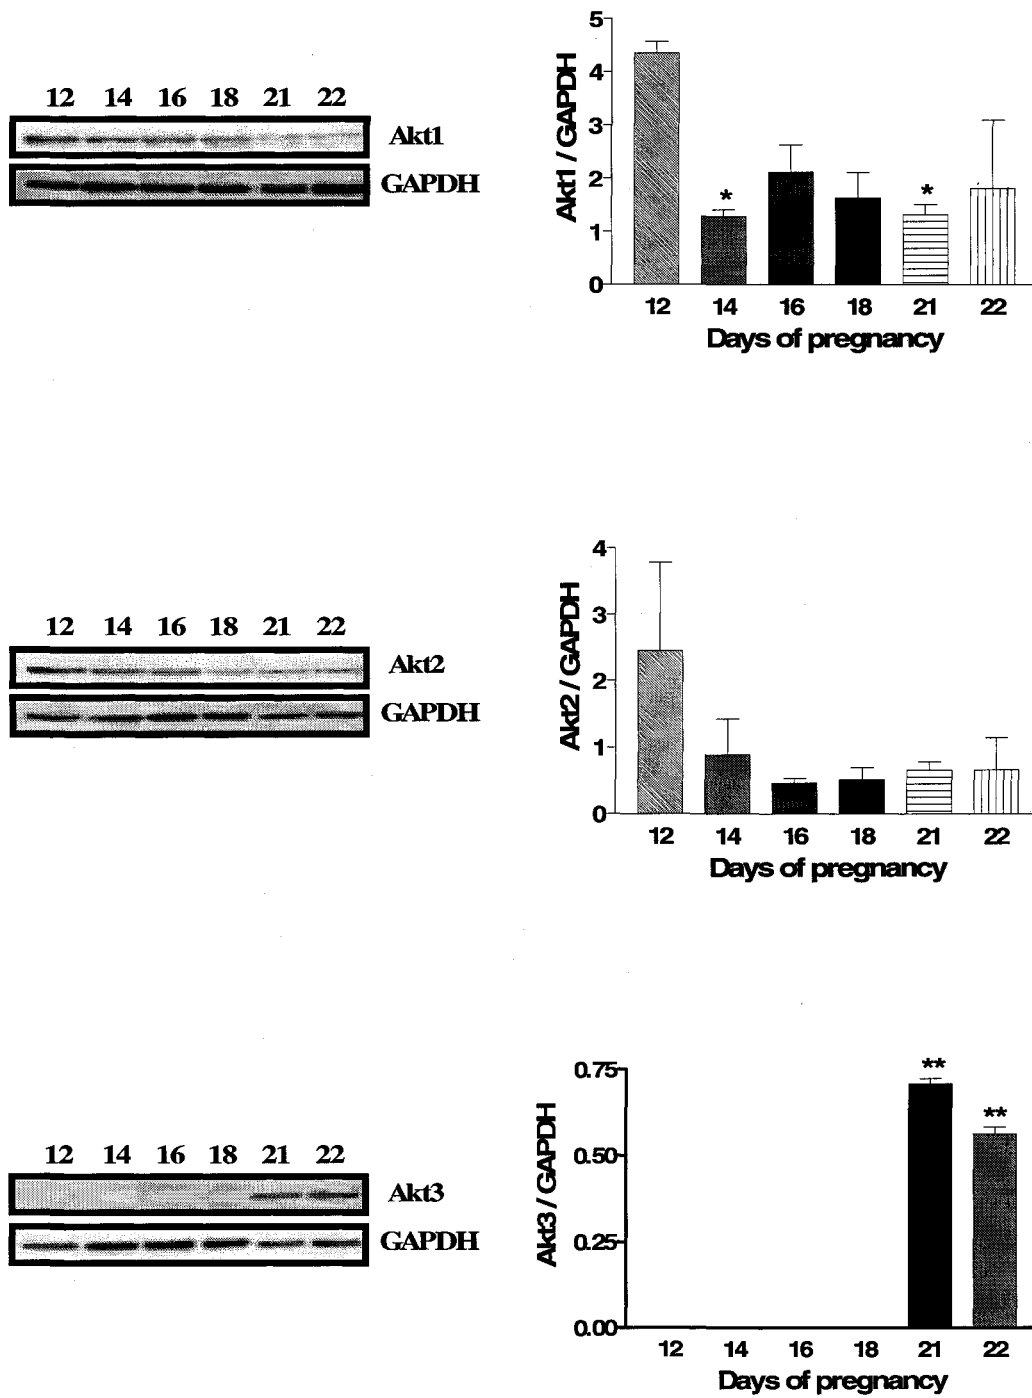 12 14 16 18 21 22
Akt1
GAPDH
Akt1 / GAPDH
5
4
3
2
1
0
* *
12 14 16 18 21 22
Days of pregnancy
12 14 16 18 21 22
Akt2
GAPDH
Akt2 / GAPDH
4
3
2
1
0
12 14 16 18 21 22
Days of pregnancy
12 14 16 18 21 22
Akt3
GAPDH
Akt3 / GAPDH
0.75
0.50
0.25
0.00
** **
12 14 16 18 21 22
Days of pregnancy